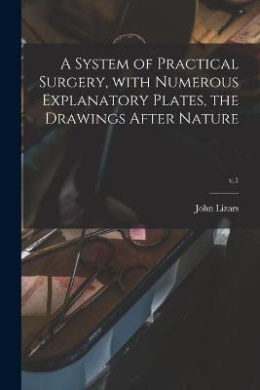 A System of Practical
Surgery, with Numerous
Explanatory Plates, the
Drawings After Nature
v.1
John Lizars